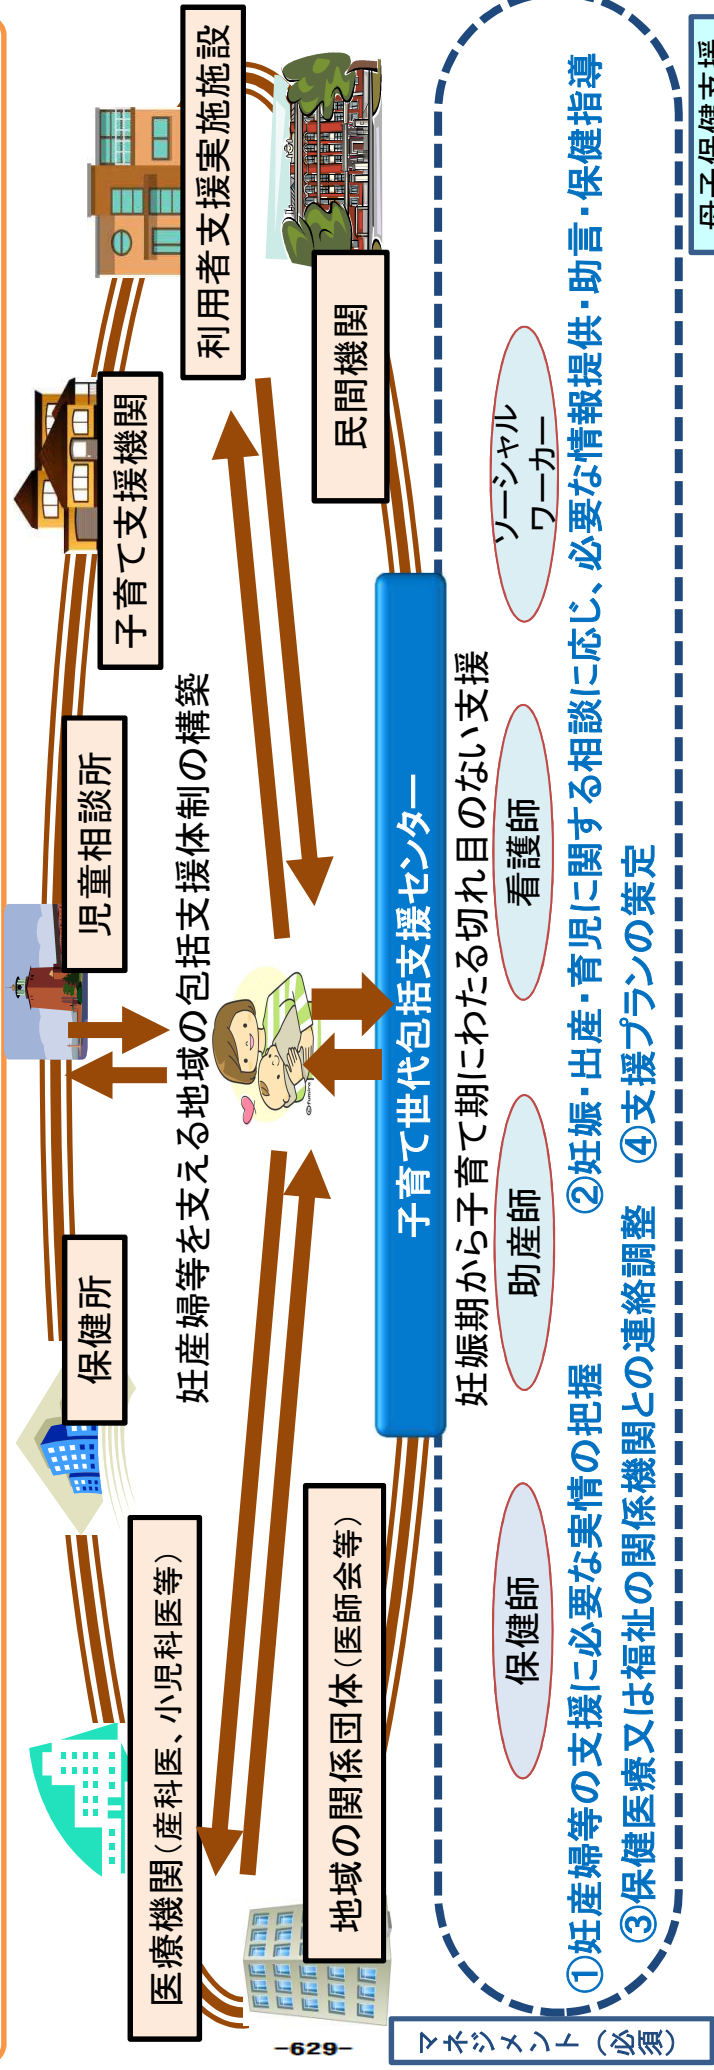 保健所
児童相談所
子育て支援機関
医療機関（産科医、小児科医等）
利用者支援実施施設
妊産婦等を支える地域の包括支援体制の構築
地域の関係団体（医師会等）
民間機関
子育て世代包括支援センター
妊娠期から子育て期にわたる切れ目のない支援
保健師
助産師
看護師
ソーシャル
ワーカー
①妊産婦等の支援に必要な実情の把握
②妊娠・出産・育児に関する相談に応じ、必要な情報提供・助言・保健指導
③保健医療又は福祉の関係機関との連絡調整
④支援プランの策定
マネジメント（必須）
母子保健支援
-629-